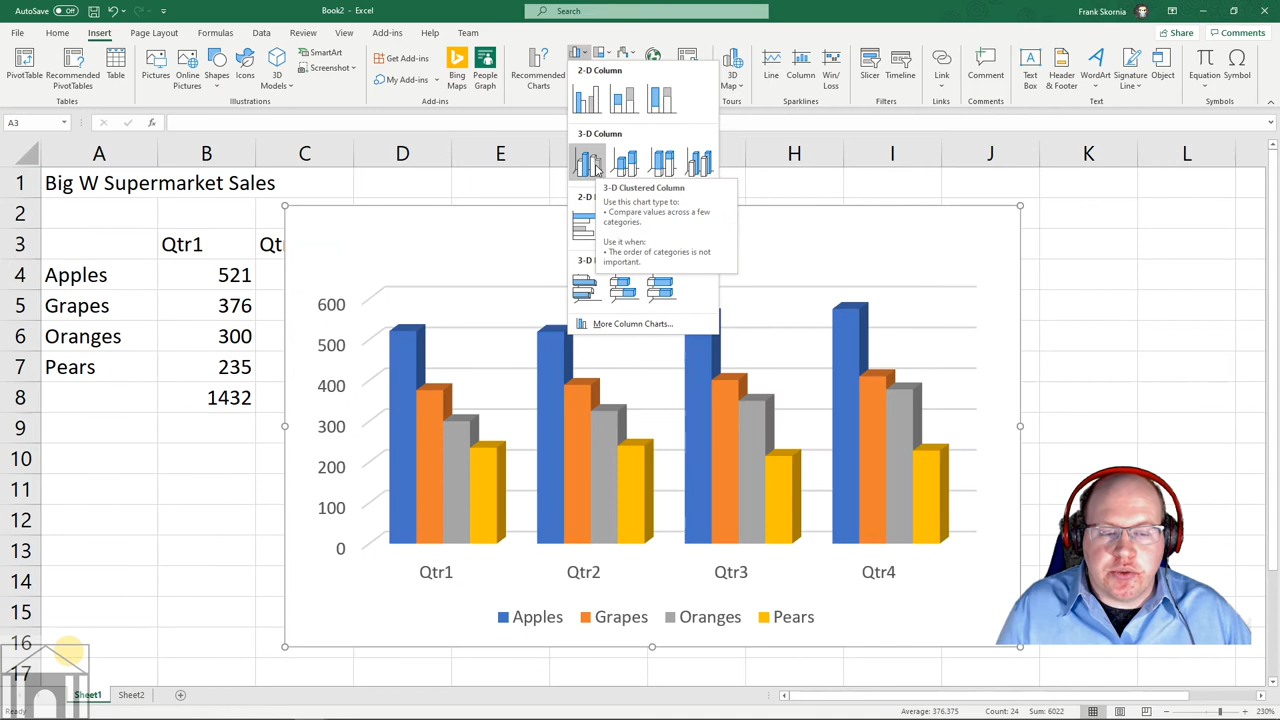 AutoSave Off Book2 - Excel Search Frank Skornia
File Home Insert Page Layout Formulas Data Review View Add-ins Help Team Share Comments
PivotTable Recommended PivotTables Table Pictures Online Pictures Shapes Icons 3D Models SmartArt Screenshot Get Add-ins My Add-ins Bing Maps People Graph Recommended Charts 3D Map Line Column Win/Loss Slicer Timeline Link Comment Text Box Header & Footer WordArt Signature Line Object Equation Symbol
Tables Illustrations Add-ins Tours Sparklines Filters Links Comments Text Symbols
2-D Column
3-D Column
3-D Clustered Column
Use this chart type to:
• Compare values across a few
categories.
Use it when:
• The order of categories is not
important.
2-D
3-D
More Column Charts...
A3 fx
A B C D E H I J K L
1 Big W Supermarket Sales
2
3 Qtr1 Qt
4 Apples 521
5 Grapes 376
6 Oranges 300
7 Pears 235
8 1432
9
10
11
12
13
14
15
16
17
600
500
400
300
200
100
0
Qtr1 Qtr2 Qtr3 Qtr4
Apples Grapes Oranges Pears
Sheet1 Sheet2
Ready Average: 376.375 Count: 24 Sum: 6022 230%